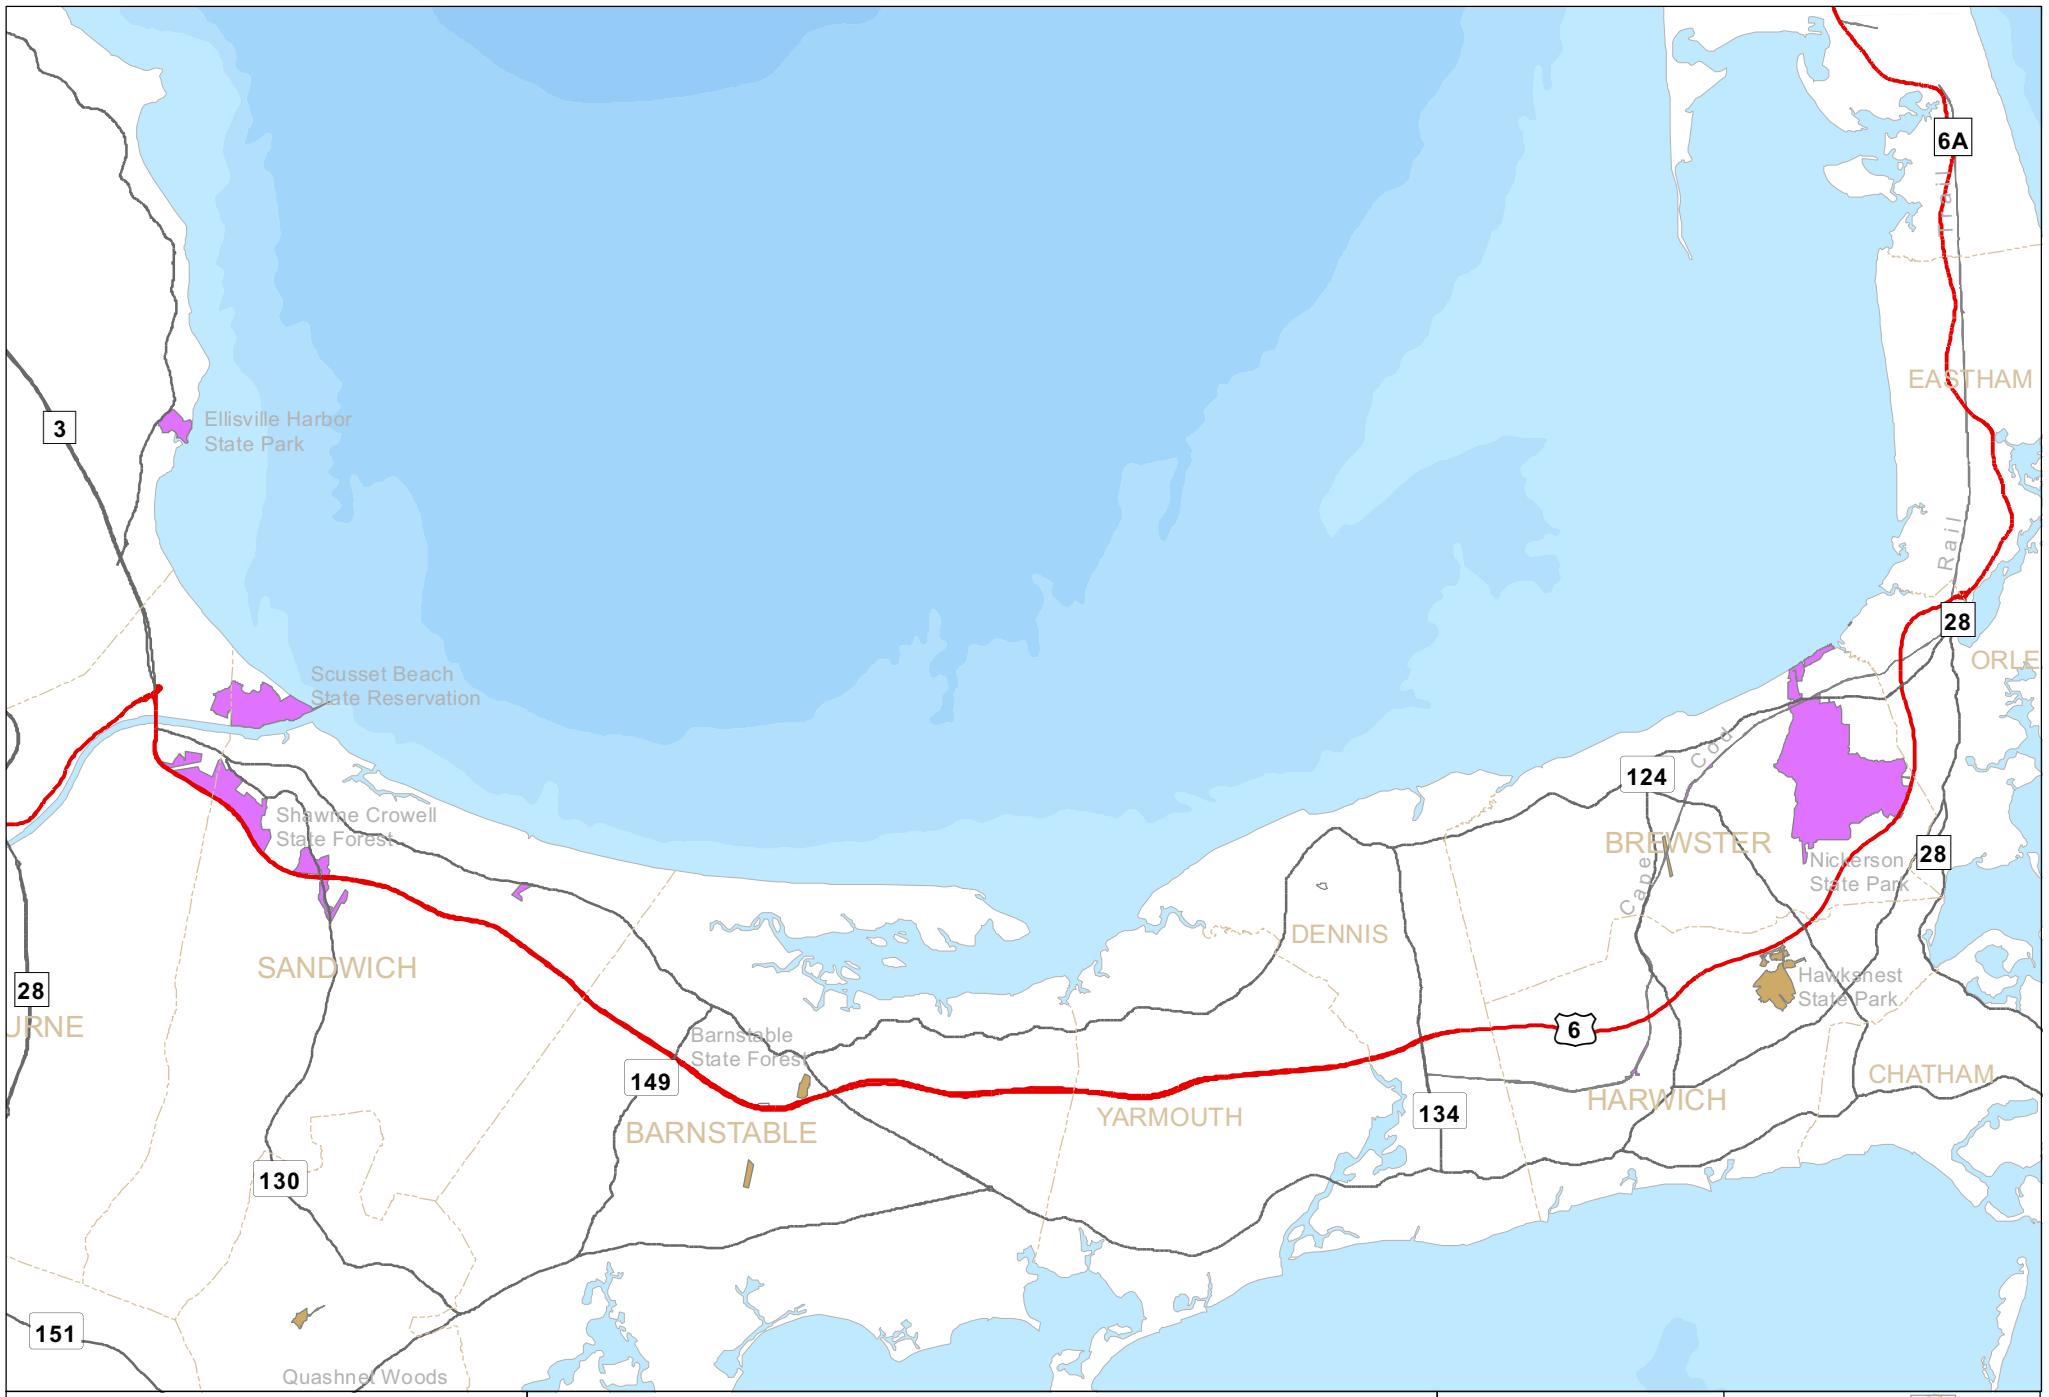 6A
Trail
EASTHAM
Ellisville Harbor
State Park
3
Rail
28
ORLE
Scusset Beach
State Reservation
Cod
124
Shawme Crowell
State Forest
BREWSTER
28
Nickerson
State Park
Cape
DENNIS
SANDWICH
Hawksnest
State Park
28
URNE
6
Barnstable
State Forest
149
CHATHAM
HARWICH
134
YARMOUTH
BARNSTABLE
130
151
Quashnet Woods